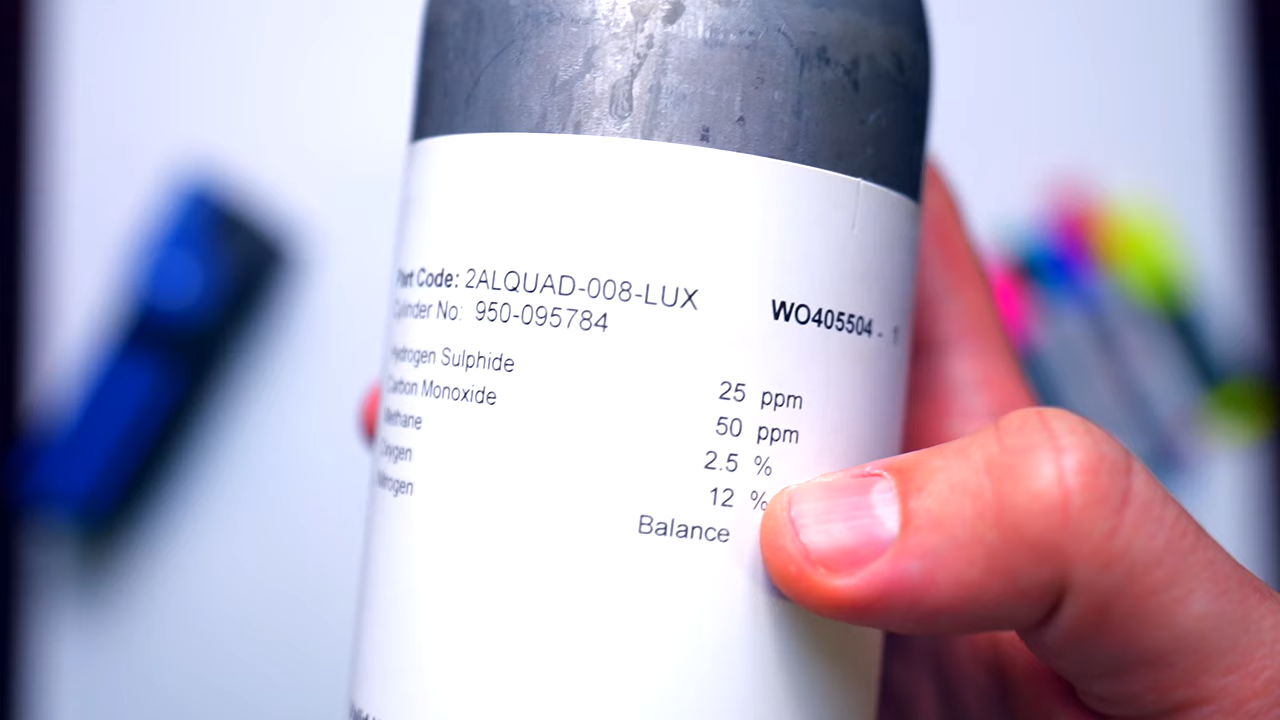 Part Code: 2ALQUAD-008-LUX
Cylinder No: 950-095784
WO405504 -
Hydrogen Sulphide 25 ppm
Carbon Monoxide 50 ppm
Methane 2.5 %
Oxygen 12 %
Nitrogen Balance